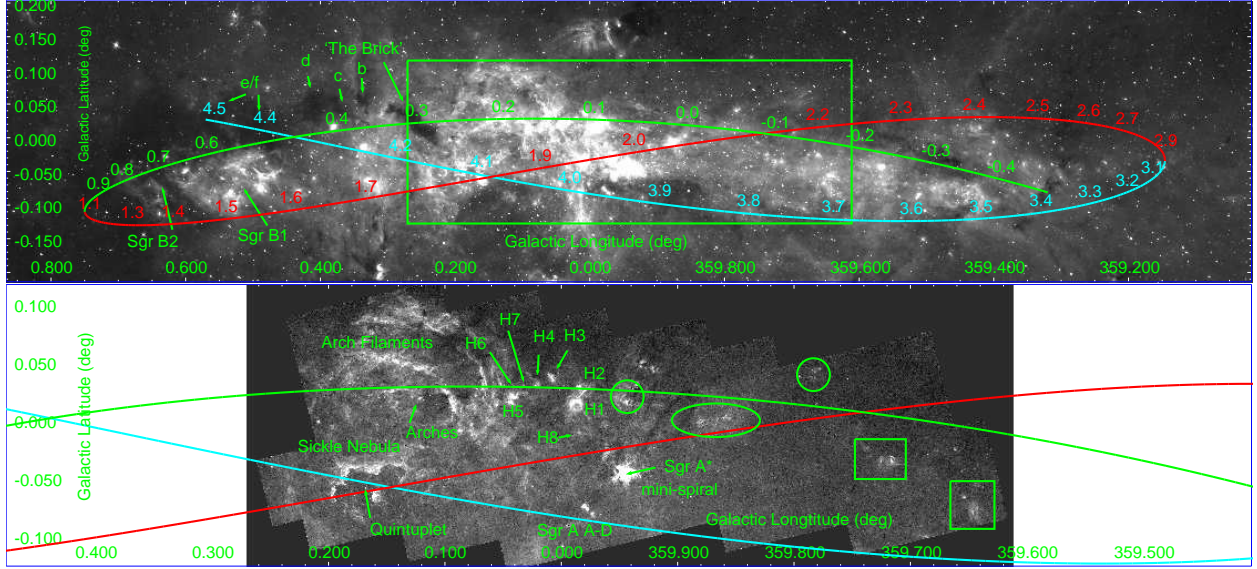 0.200
0.150
0.100
0.050
0.000
-0.050
-0.100
-0.150
Galactic Latitude (deg)
'The Brick'
d
c
b
e/f
4.5
4.4
4.2
4.1
4.0
3.9
3.8
3.7
3.6
3.5
3.4
3.3
3.2
3.1
0.9
0.8
0.7
0.6
0.4
0.3
0.2
0.1
0.0
-0.1
-0.2
-0.3
-0.4
1.1
1.3
1.4
1.5
1.6
1.7
1.9
2.0
2.2
2.3
2.4
2.5
2.6
2.7
2.9
Sgr B2
Sgr B1
Galactic Longitude (deg)
0.800
0.600
0.400
0.200
0.000
359.800
359.600
359.400
359.200
0.100
0.050
0.000
-0.050
-0.100
Galactic Latitude (deg)
Arch Filaments
H7
H6
H4
H3
H2
H5
H1
H8
Arches
Sickle Nebula
Sgr A*
mini-spiral
Quintuplet
Sgr A A-D
Galactic Longtitude (deg)
0.400
0.300
0.200
0.100
0.000
359.900
359.800
359.700
359.600
359.500